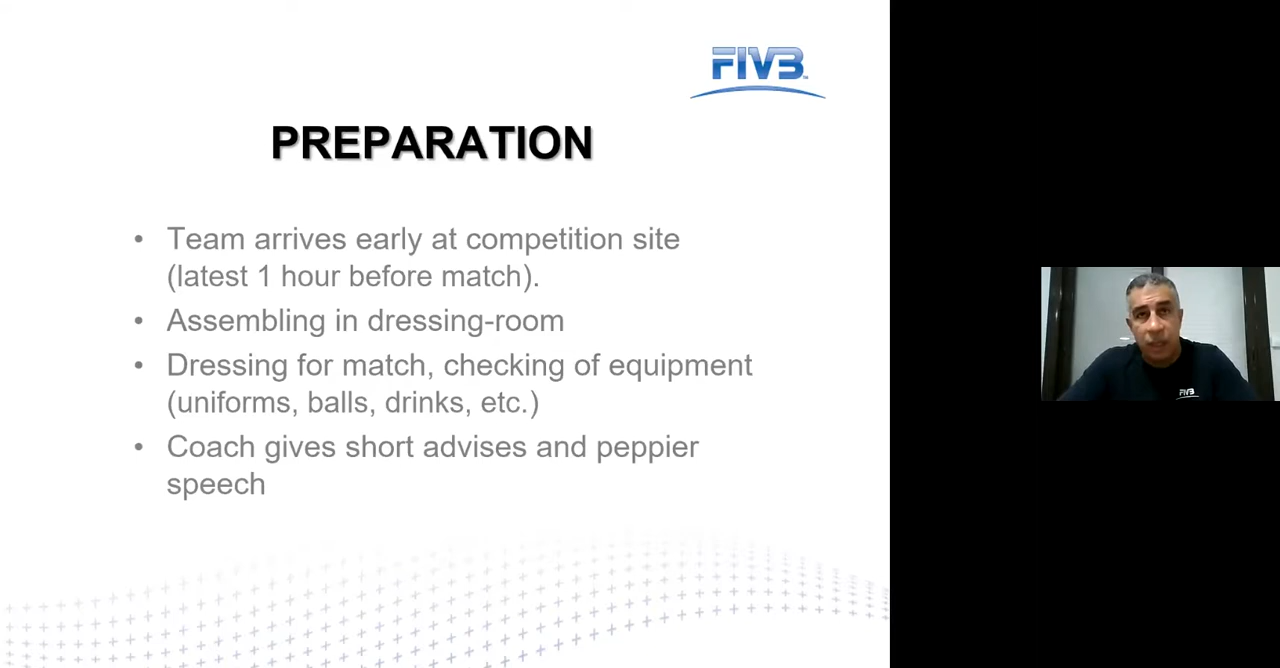 FIVB
PREPARATION
• Team arrives early at competition site
(latest 1 hour before match).
• Assembling in dressing-room
• Dressing for match, checking of equipment
(uniforms, balls, drinks, etc.)
• Coach gives short advises and peppier
speech
FIVB